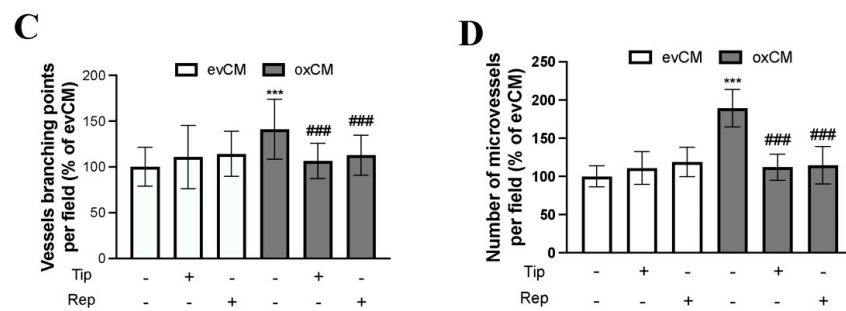 C
evCM oxCM
Vessels branching points
per field (% of evCM)
200
150
100
50
0
***
###
###
Tip - + - - + -
Rep - - + - - +
D
evCM oxCM
Number of microvessels
per field (% of evCM)
250
200
150
100
50
0
***
###
###
Tip - + - - + -
Rep - - + - - +